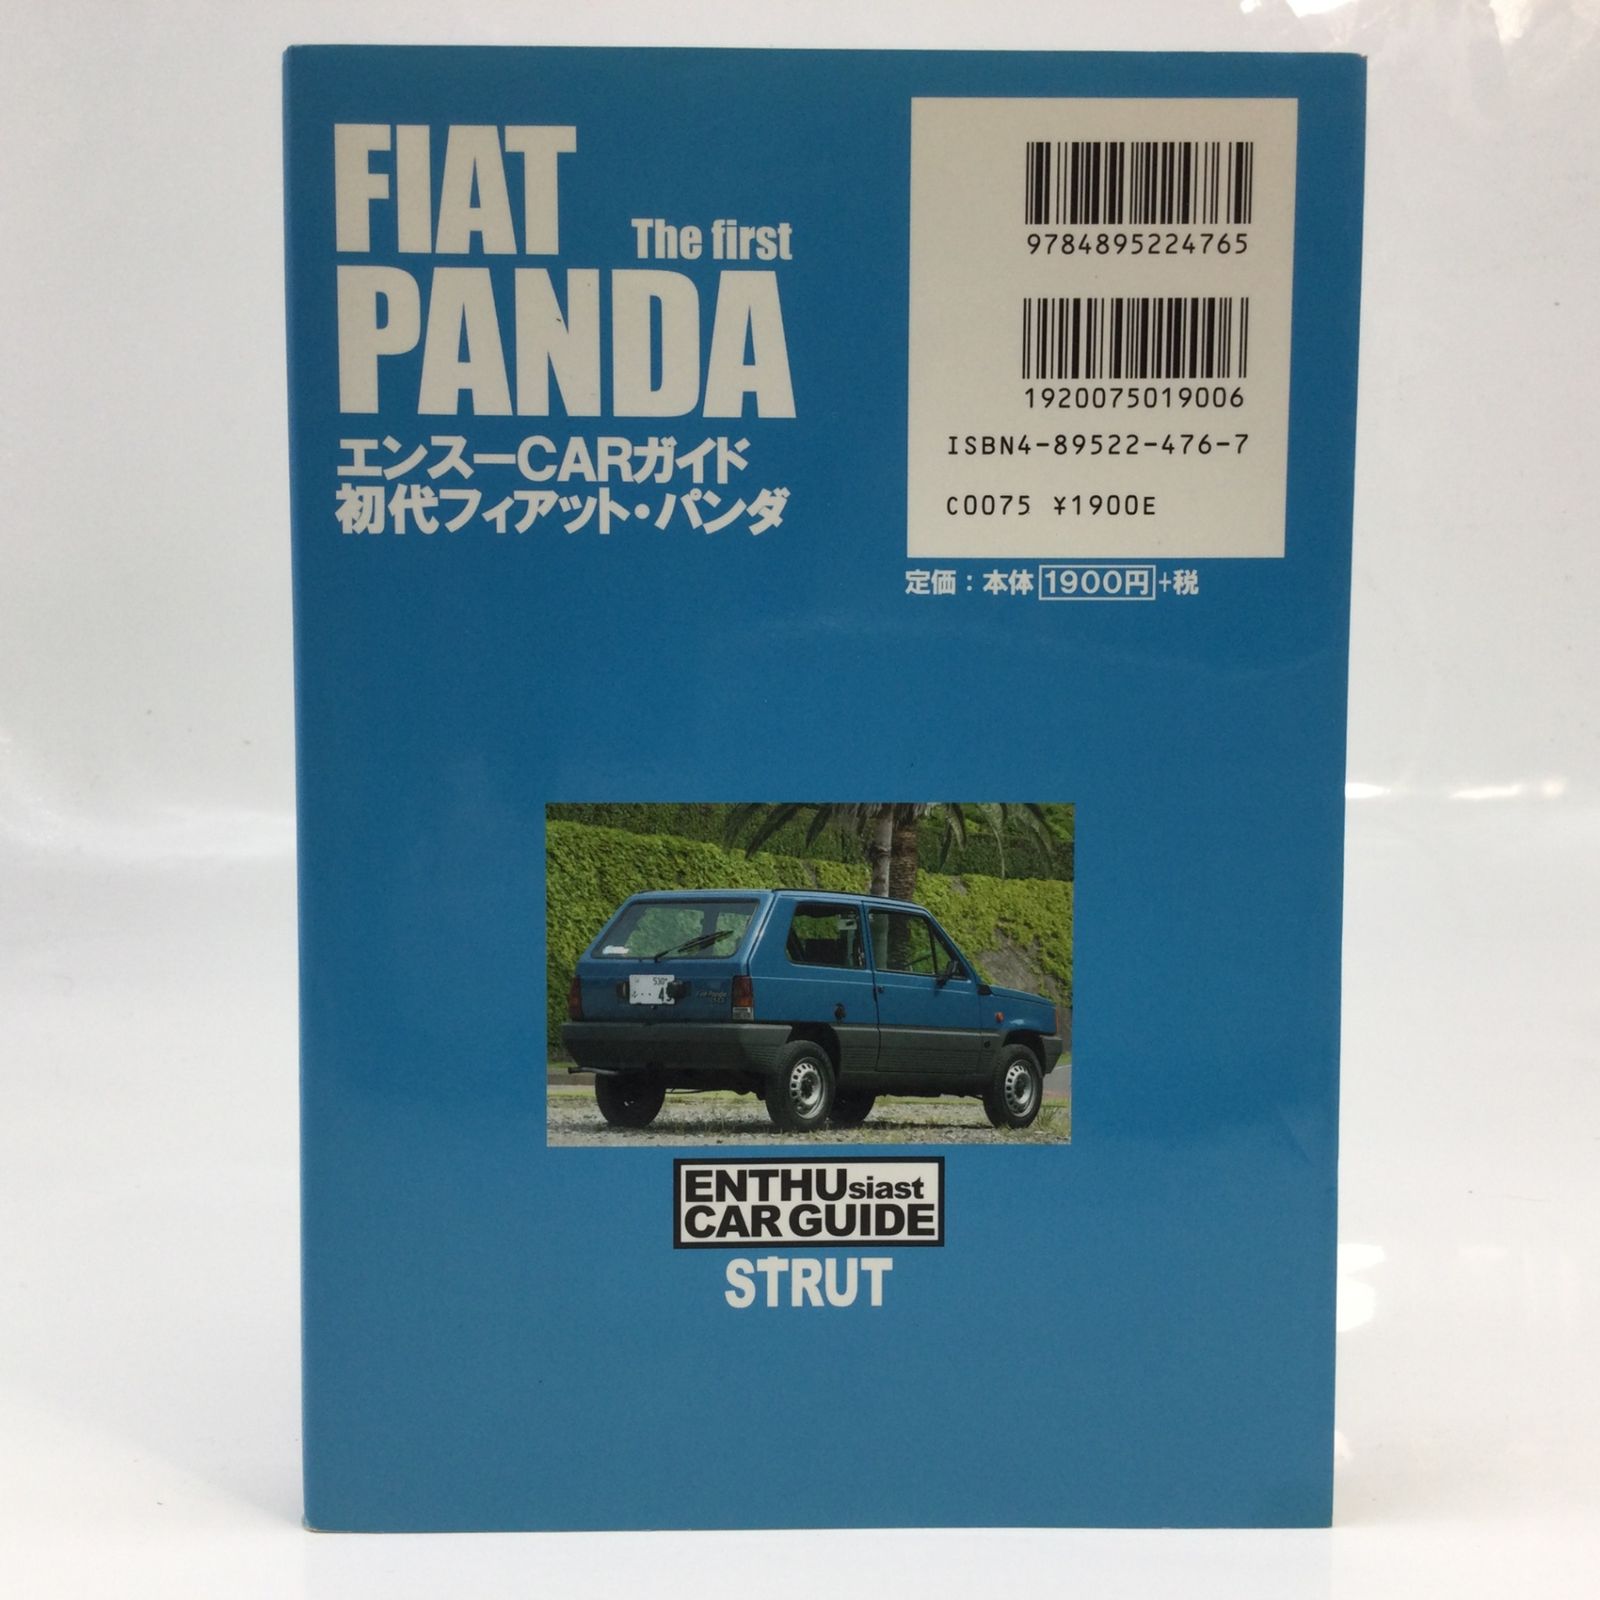 FIAT
The first
PANDA
エンスーCARガイド
初代フィアット・パンダ
9784895224765
1920075019006
ISBN4-89522-476-7
C0075 ¥1900E
定価：本体1900円+税
ENTHUsiast
CAR GUIDE
STRUT